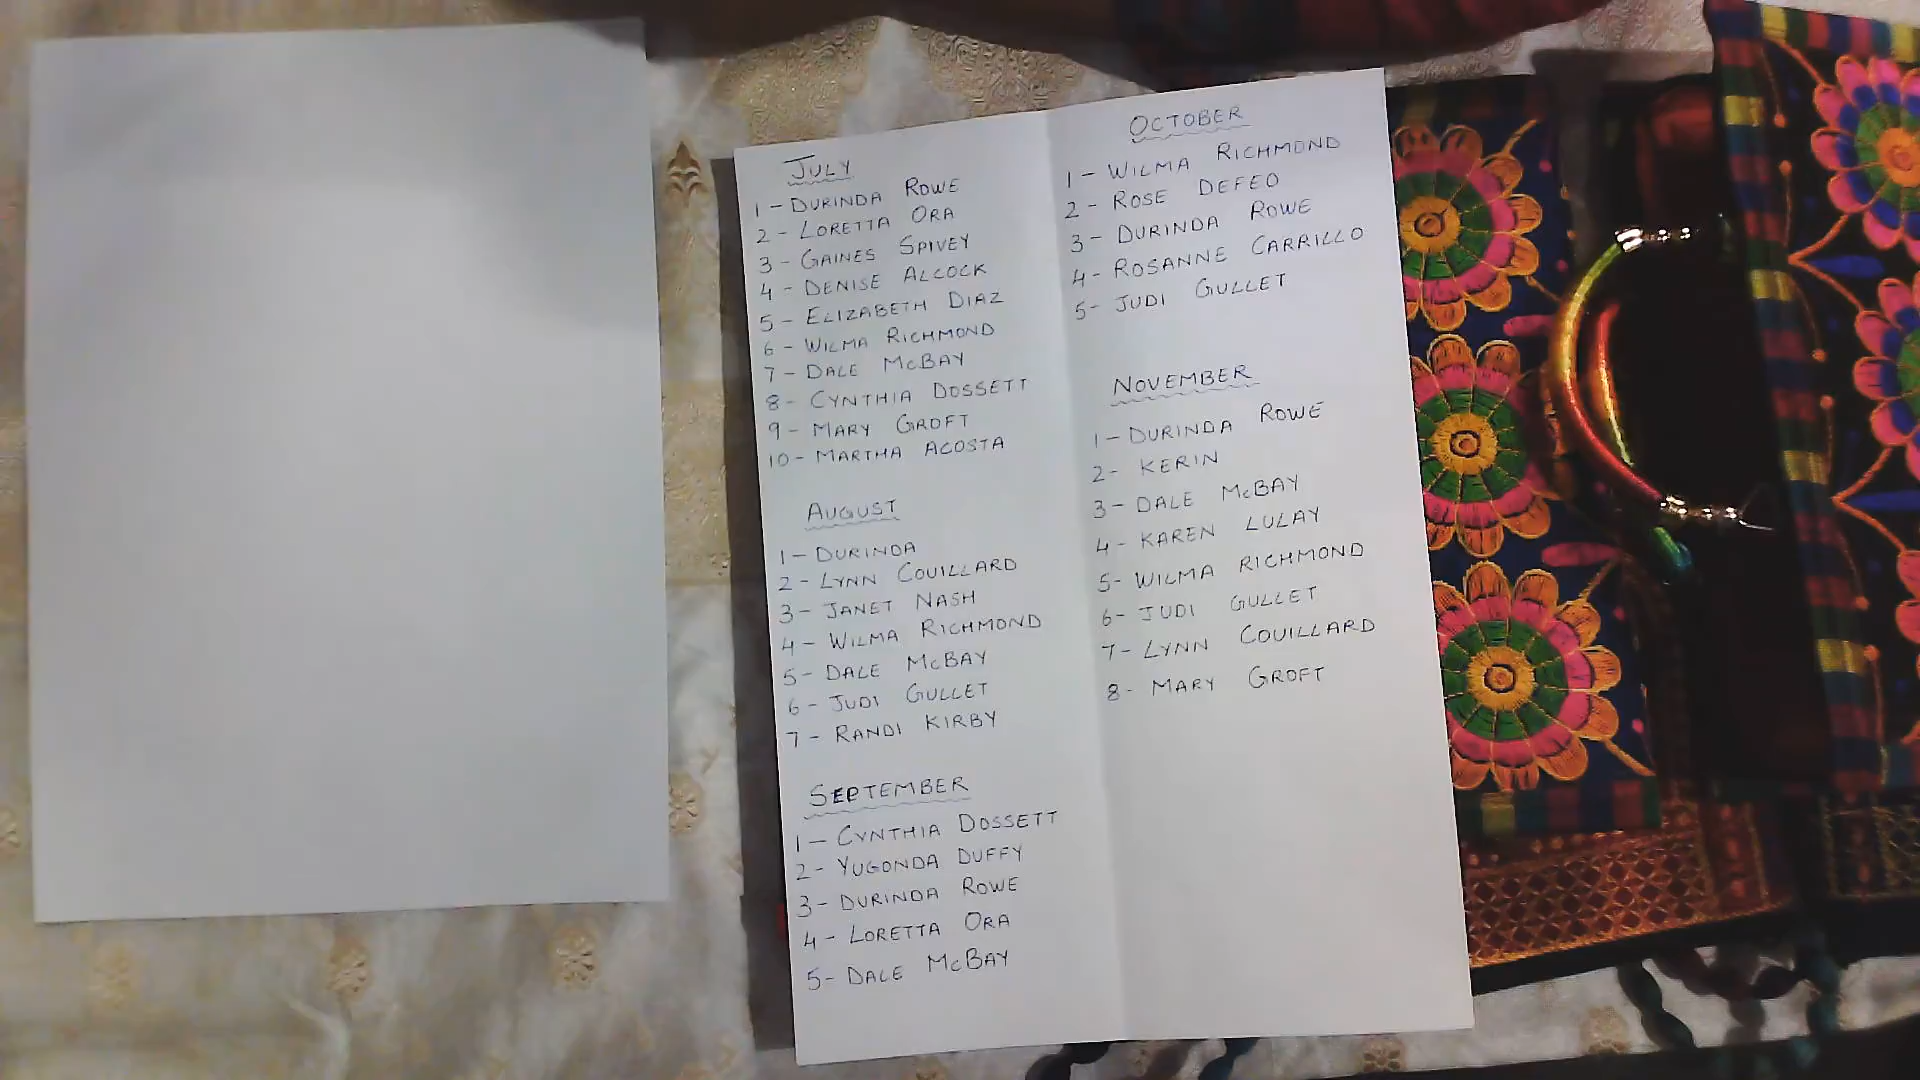 JULY
1 - DURINDA ROWE
2 - LORETTA ORA
3 - GAINES SPIVEY
4 - DENISE ALCOCK
5 - ELIZABETH DIAZ
6 - WILMA RICHMOND
7 - DALE McBAY
8 - CYNTHIA DOSSETT
9 - MARY GROFT
10 - MARTHA ACOSTA
AUGUST
1 - DURINDA
2 - LYNN COUILLARD
3 - JANET NASH
4 - WILMA RICHMOND
5 - DALE McBAY
6 - JUDI GULLET
7 - RANDI KIRBY
SEPTEMBER
1 - CYNTHIA DOSSETT
2 - YUGONDA DUFFY
3 - DURINDA ROWE
4 - LORETTA ORA
5 - DALE McBAY
OCTOBER
1 - WILMA RICHMOND
2 - ROSE DEFEO
3 - DURINDA ROWE
4 - ROSANNE CARRILLO
5 - JUDI GULLET
NOVEMBER
1 - DURINDA ROWE
2 - KERIN
3 - DALE McBAY
4 - KAREN LULAY
5 - WILMA RICHMOND
6 - JUDI GULLET
7 - LYNN COUILLARD
8 - MARY GROFT